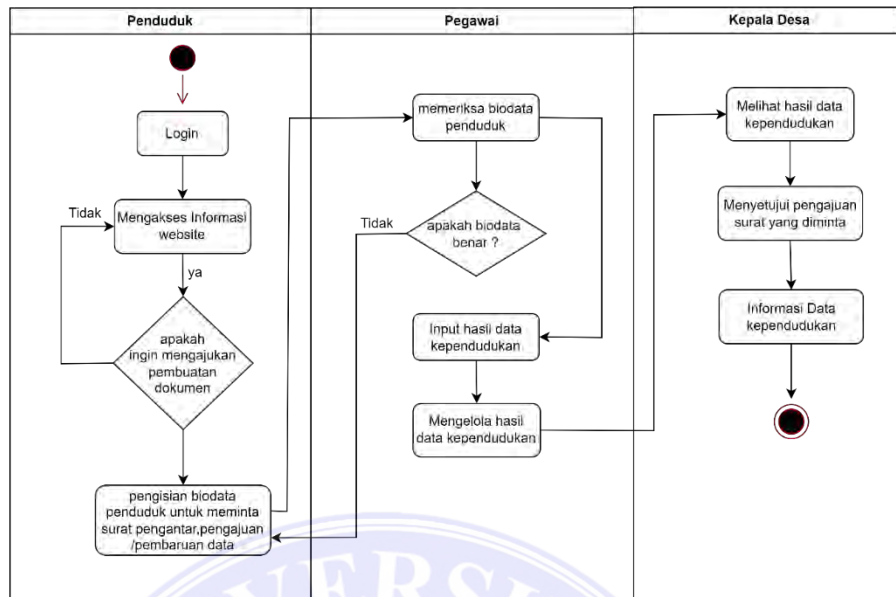 Penduduk
Pegawai
Kepala Desa
Login
Mengakses Informasi
website
Tidak
ya
apakah
ingin mengajukan
pembuatan
dokumen
pengisian biodata
penduduk untuk meminta
surat pengantar,pengajuan
/pembaruan data
memeriksa biodata
penduduk
apakah biodata
benar ?
Tidak
Input hasil data
kependudukan
Mengelola hasil
data kependudukan
Melihat hasil data
kependudukan
Menyetujui pengajuan
surat yang diminta
Informasi Data
kependudukan
VERSI